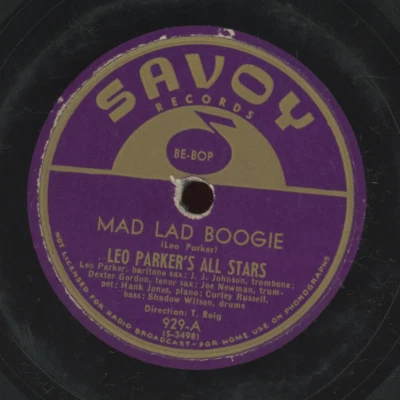 SAVOY
RECORDS
BE-BOP
MAD LAD BOOGIE
(Leo Parker)
LEO PARKER'S ALL STARS
Leo Parker, baritone sax; J. J. Johnson, trombone;
Dexter Gordon, tenor sax; Joe Newman, trum-
pet; Hank Jones, piano; Curley Russell,
bass; Shadow Wilson, drums
Direction: T. Reig
929-A
(S-3498)
NOT LICENSED FOR RADIO BROADCAST-FOR HOME USE ON PHONOGRAPHS